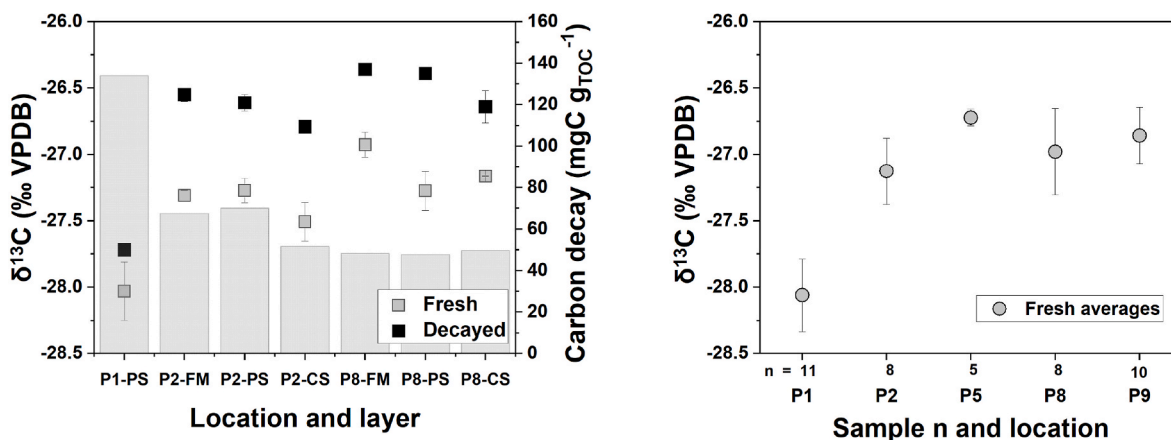 -26.0
-26.5
-27.0
-27.5
-28.0
-28.5
δ¹³C (‰ VPDB)
160
140
120
100
80
60
40
20
0
Carbon decay (mgC gTOC⁻¹)
Fresh
Decayed
P1-PS P2-FM P2-PS P2-CS P8-FM P8-PS P8-CS
Location and layer
-26.0
-26.5
-27.0
-27.5
-28.0
-28.5
δ¹³C (‰ VPDB)
Fresh averages
n = 11 8 5 8 10
P1 P2 P5 P8 P9
Sample n and location